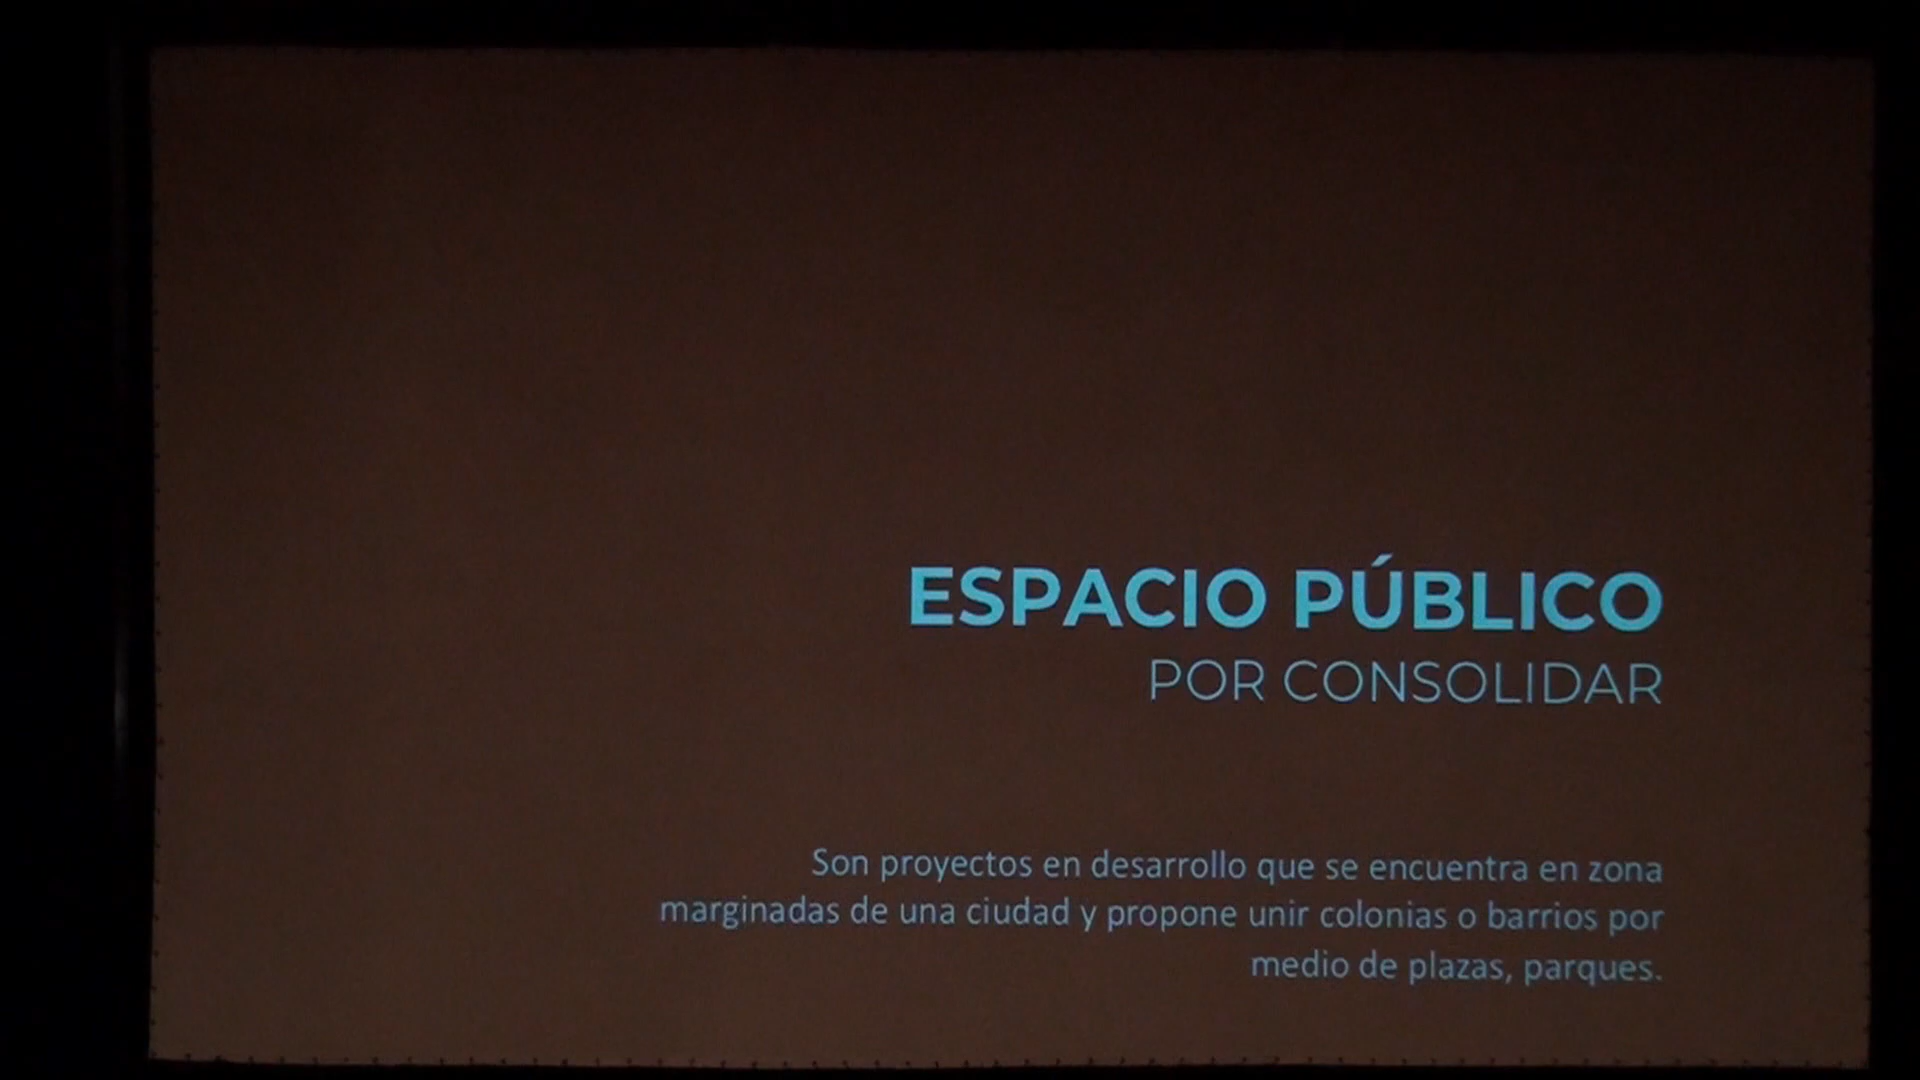 ESPACIO PÚBLICO
POR CONSOLIDAR
Son proyectos en desarrollo que se encuentra en zona
marginadas de una ciudad y propone unir colonias o barrios por
medio de plazas, parques.